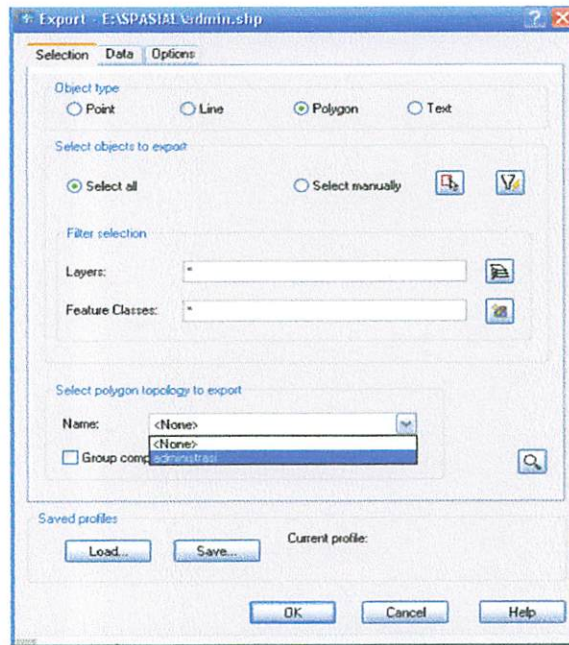 Export - E:\SPASIAL\admin.shp
Selection Data Options
Object type
Point Line Polygon Text
Select objects to export
Select all Select manually
Filter selection
Layers: *
Feature Classes: *
Select polygon topology to export
Name: <None>
<None>
Group comp administrasi
Saved profiles
Load... Save... Current profile:
OK Cancel Help